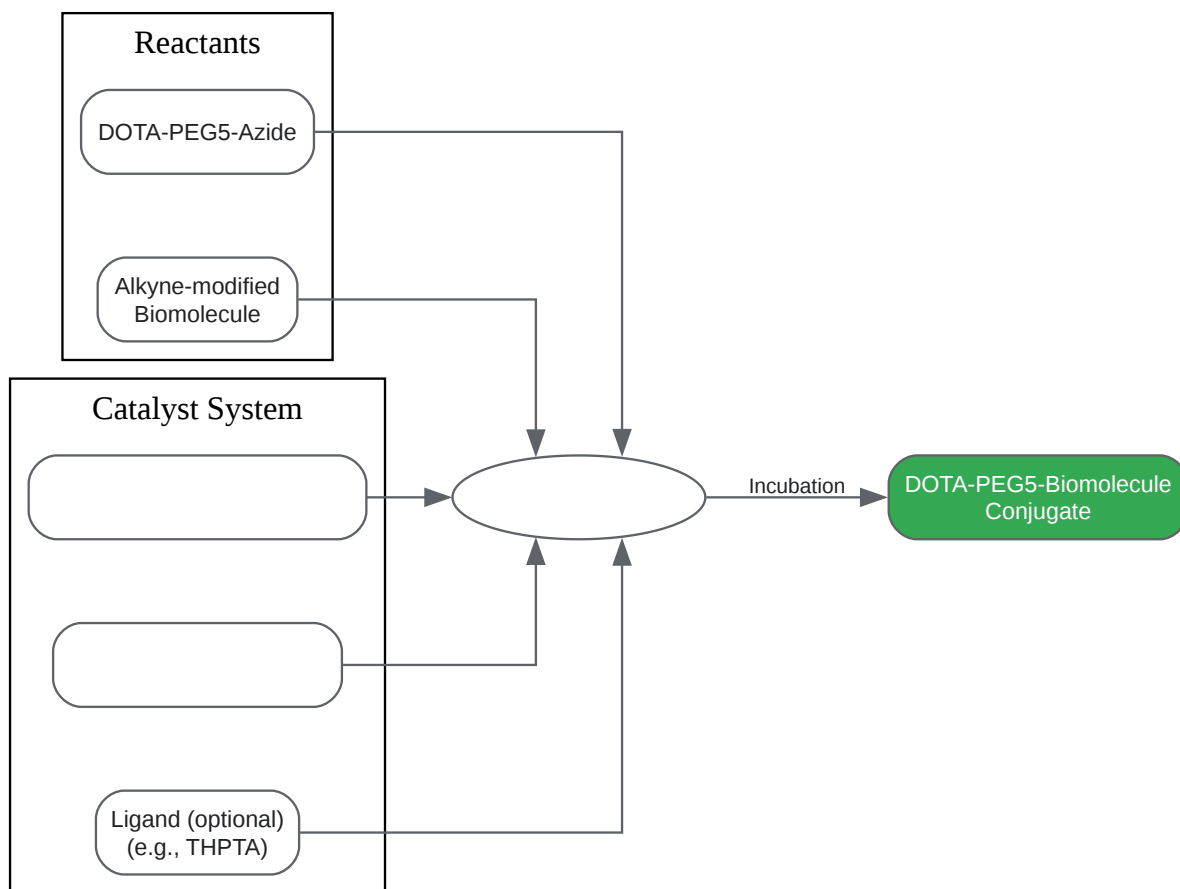 Reactants
DOTA-PEG5-Azide
Alkyne-modified
Biomolecule
Catalyst System
Incubation
DOTA-PEG5-Biomolecule
Conjugate
Ligand (optional)
(e.g., THPTA)